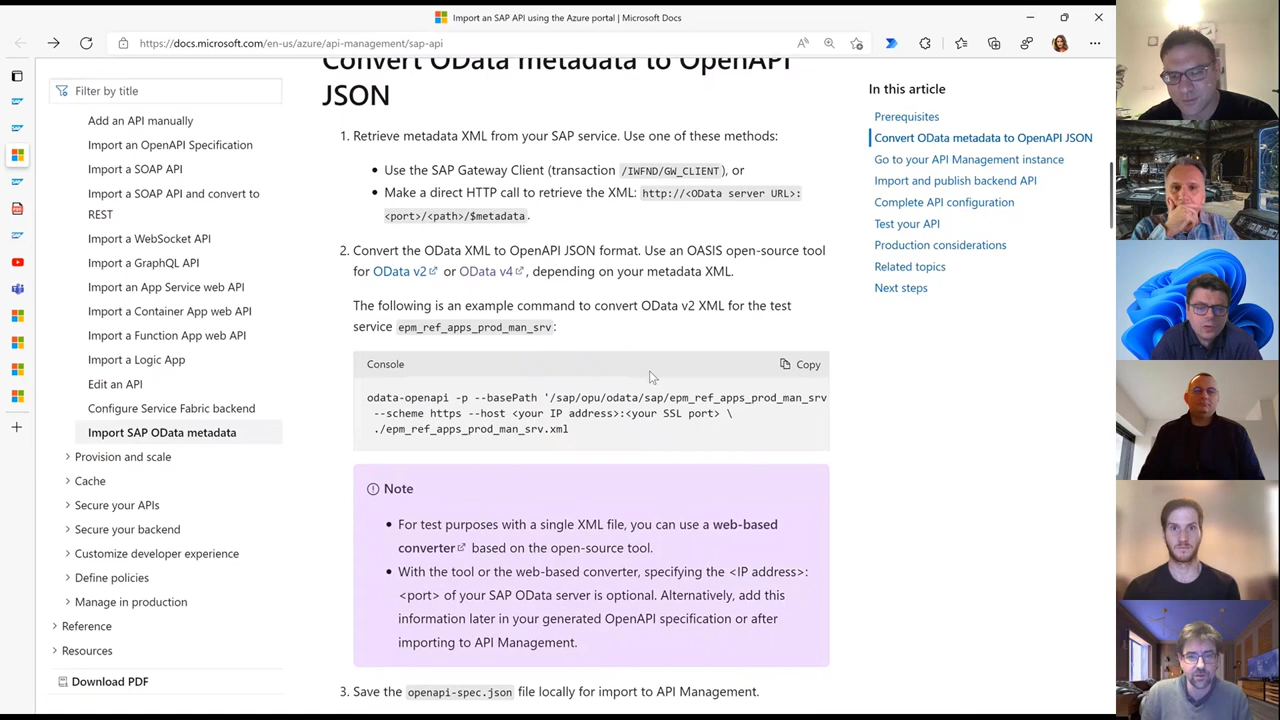 Import an SAP API using the Azure portal | Microsoft Docs
https://docs.microsoft.com/en-us/azure/api-management/sap-api
Filter by title
Add an API manually
Import an OpenAPI Specification
Import a SOAP API
Import a SOAP API and convert to
REST
Import a WebSocket API
Import a GraphQL API
Import an App Service web API
Import a Container App web API
Import a Function App web API
Import a Logic App
Edit an API
Configure Service Fabric backend
Import SAP OData metadata
Provision and scale
Cache
Secure your APIs
Secure your backend
Customize developer experience
Define policies
Manage in production
Reference
Resources
Download PDF
Convert OData metadata to OpenAPI
JSON
1. Retrieve metadata XML from your SAP service. Use one of these methods:
• Use the SAP Gateway Client (transaction /IWFND/GW_CLIENT), or
• Make a direct HTTP call to retrieve the XML: http://<OData server URL>:
<port>/<path>/$metadata.
2. Convert the OData XML to OpenAPI JSON format. Use an OASIS open-source tool
for OData v2 or OData v4, depending on your metadata XML.
The following is an example command to convert OData v2 XML for the test
service epm_ref_apps_prod_man_srv:
Console
Copy
odata-openapi -p --basePath '/sap/opu/odata/sap/epm_ref_apps_prod_man_srv
--scheme https --host <your IP address>:<your SSL port> \
./epm_ref_apps_prod_man_srv.xml
Note
• For test purposes with a single XML file, you can use a web-based
converter based on the open-source tool.
• With the tool or the web-based converter, specifying the <IP address>:
<port> of your SAP OData server is optional. Alternatively, add this
information later in your generated OpenAPI specification or after
importing to API Management.
3. Save the openapi-spec.json file locally for import to API Management.
In this article
Prerequisites
Convert OData metadata to OpenAPI JSON
Go to your API Management instance
Import and publish backend API
Complete API configuration
Test your API
Production considerations
Related topics
Next steps